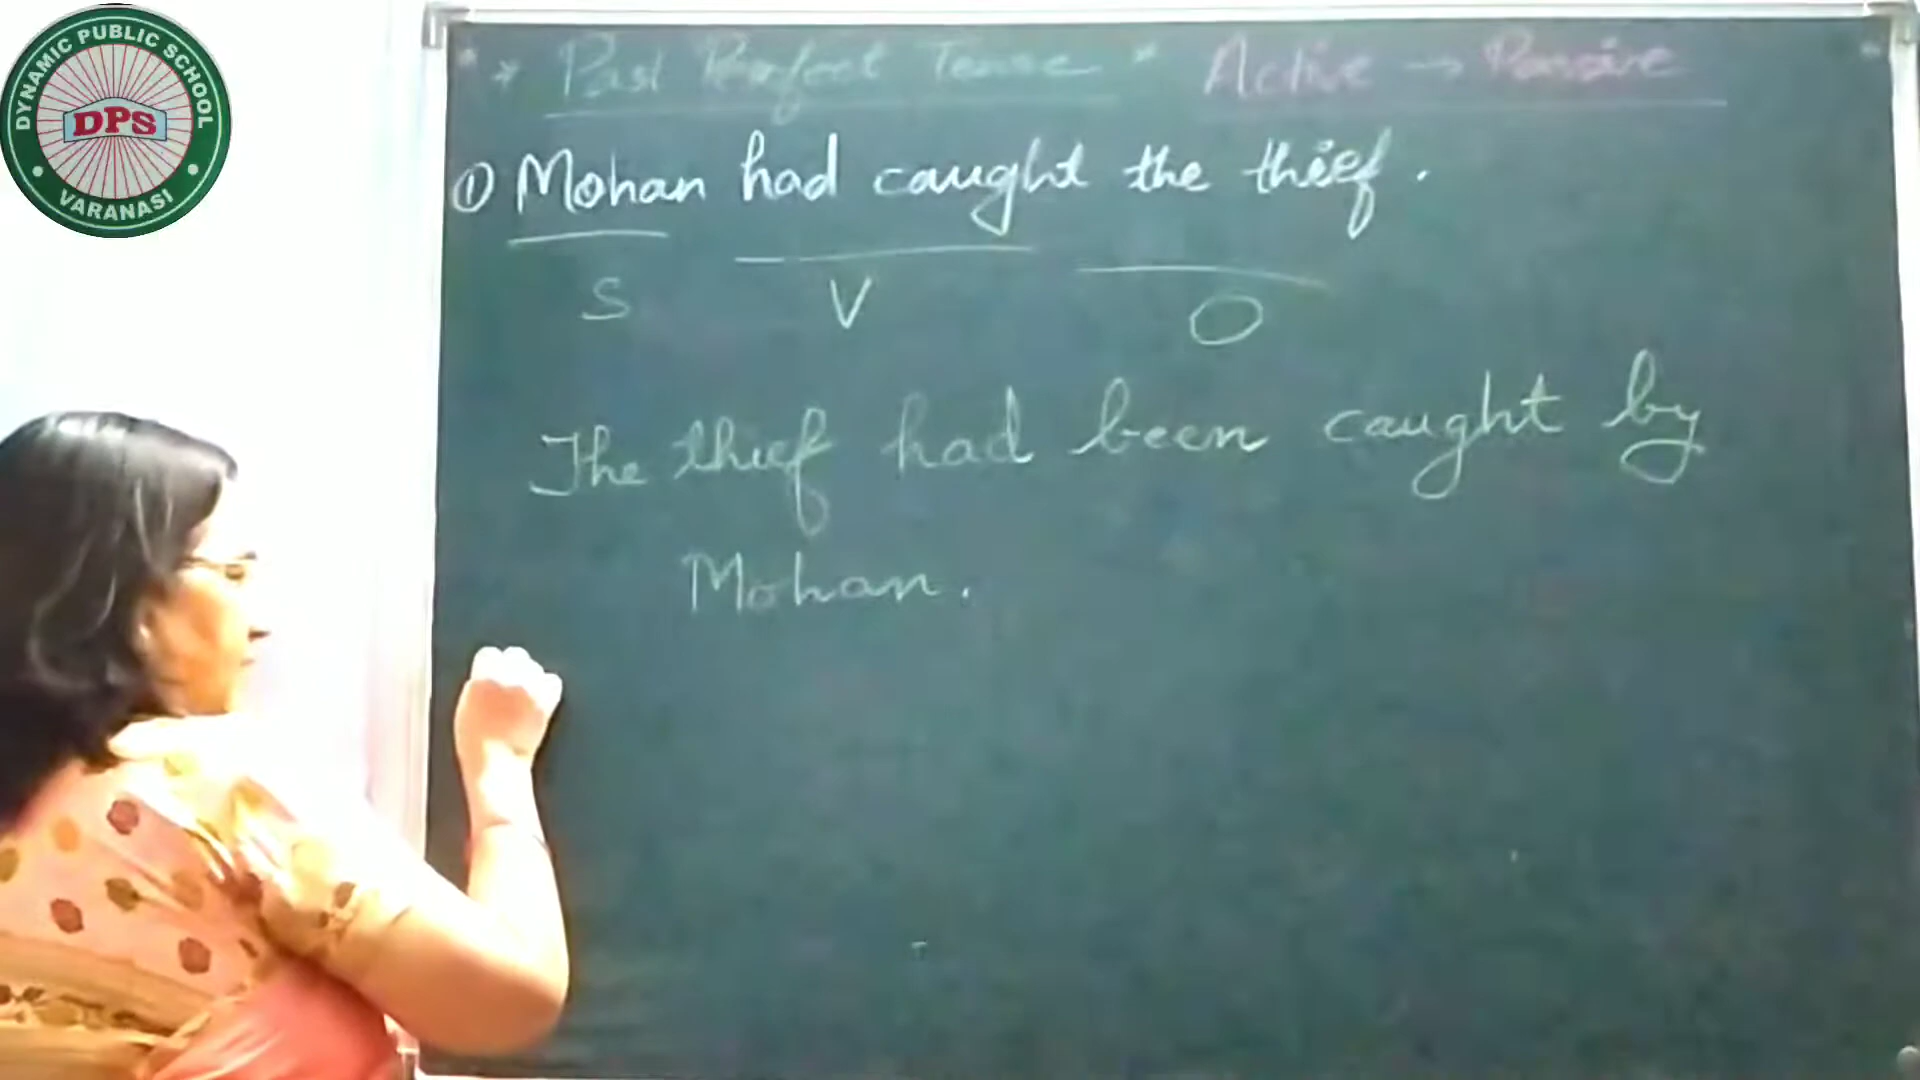 DYNAMIC PUBLIC SCHOOL
DPS
VARANASI
* Past Perfect Tense * Active → Passive
① Mohan had caught the thief.
S V O
The thief had been caught by
Mohan.